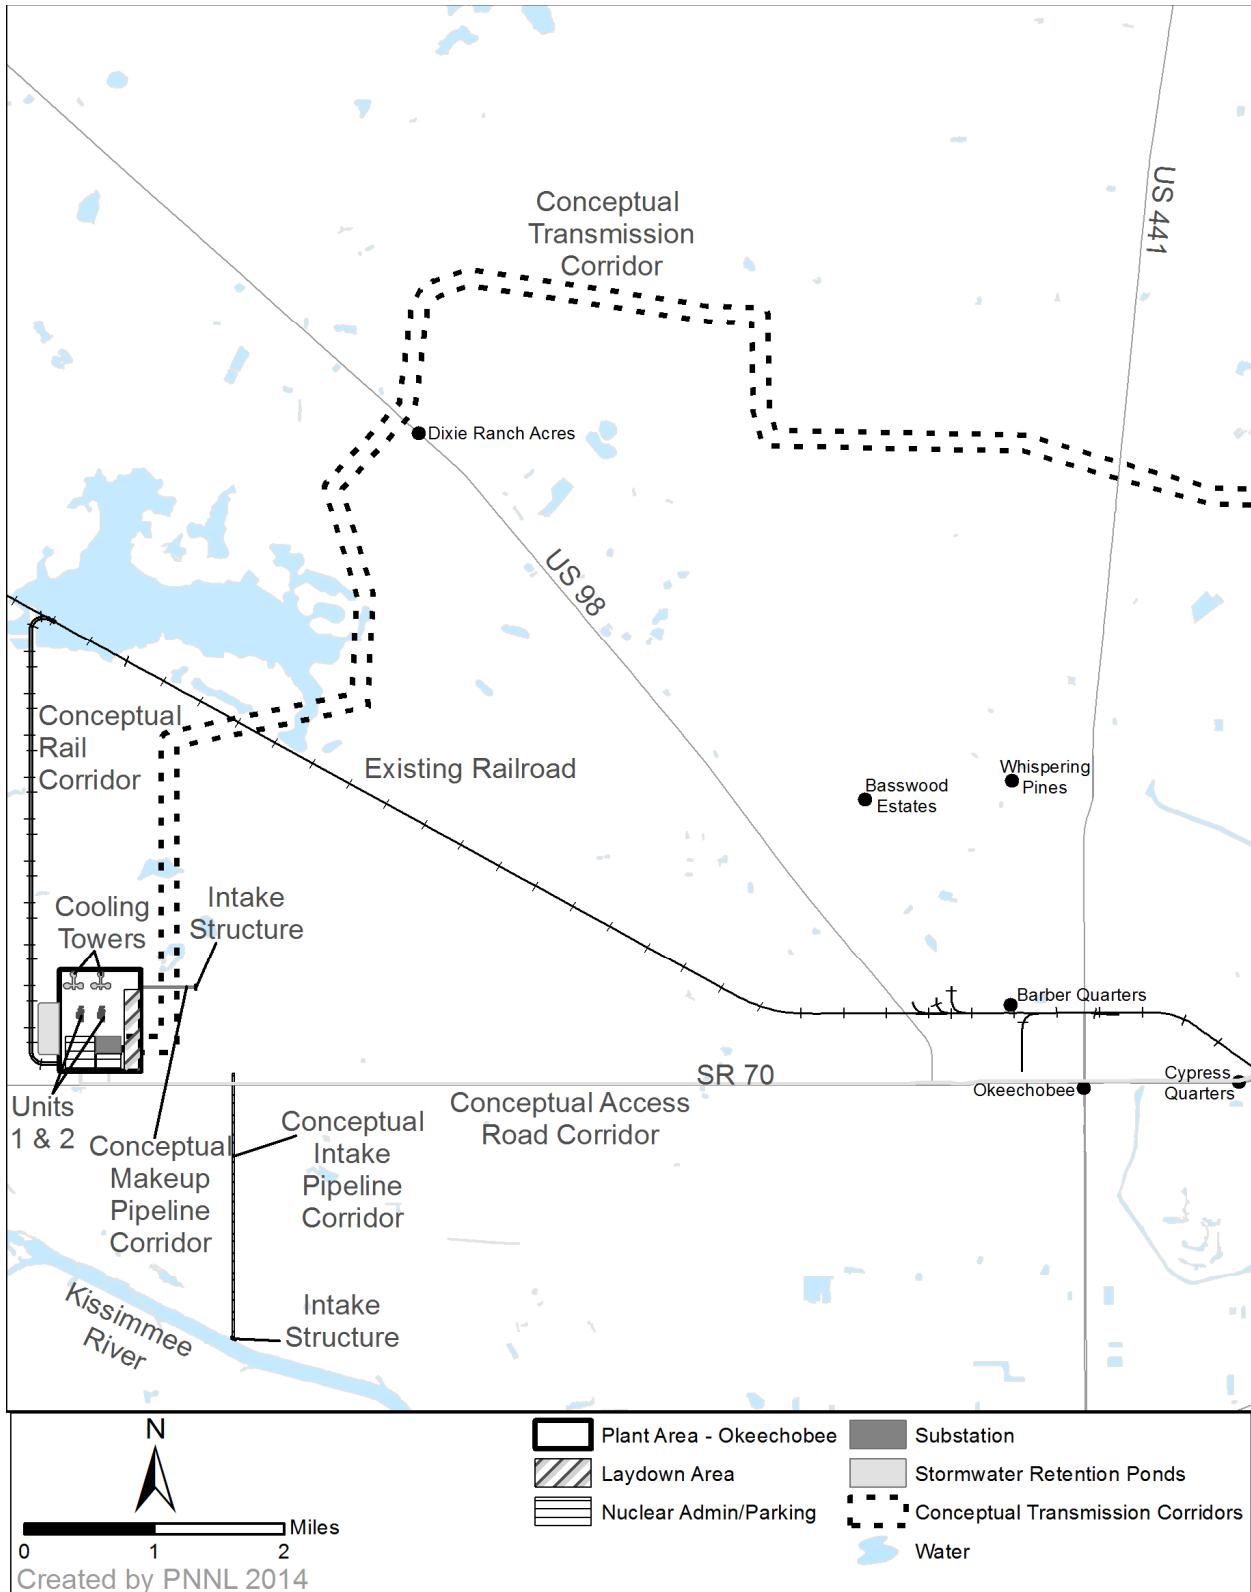 Conceptual
Transmission
Corridor
US 441
Dixie Ranch Acres
US 98
Conceptual
Rail
Corridor
Existing Railroad
Whispering
Pines
Basswood
Estates
Cooling
Towers
Intake
Structure
Barber Quarters
SR 70
Okeechobee
Cypress
Quarters
Units
1 & 2
Conceptual Access
Road Corridor
Conceptual
Makeup
Pipeline
Corridor
Conceptual
Intake
Pipeline
Corridor
Kissimmee
River
Intake
Structure
N
Miles
0 1 2
Created by PNNL 2014
Plant Area - Okeechobee
Laydown Area
Nuclear Admin/Parking
Substation
Stormwater Retention Ponds
Conceptual Transmission Corridors
Water